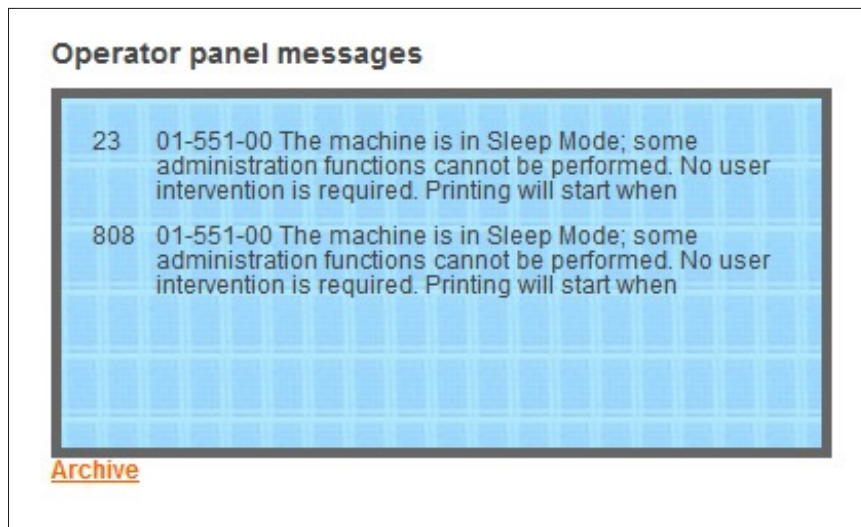 Operator panel messages
23 01-551-00 The machine is in Sleep Mode; some
administration functions cannot be performed. No user
intervention is required. Printing will start when
808 01-551-00 The machine is in Sleep Mode; some
administration functions cannot be performed. No user
intervention is required. Printing will start when
Archive